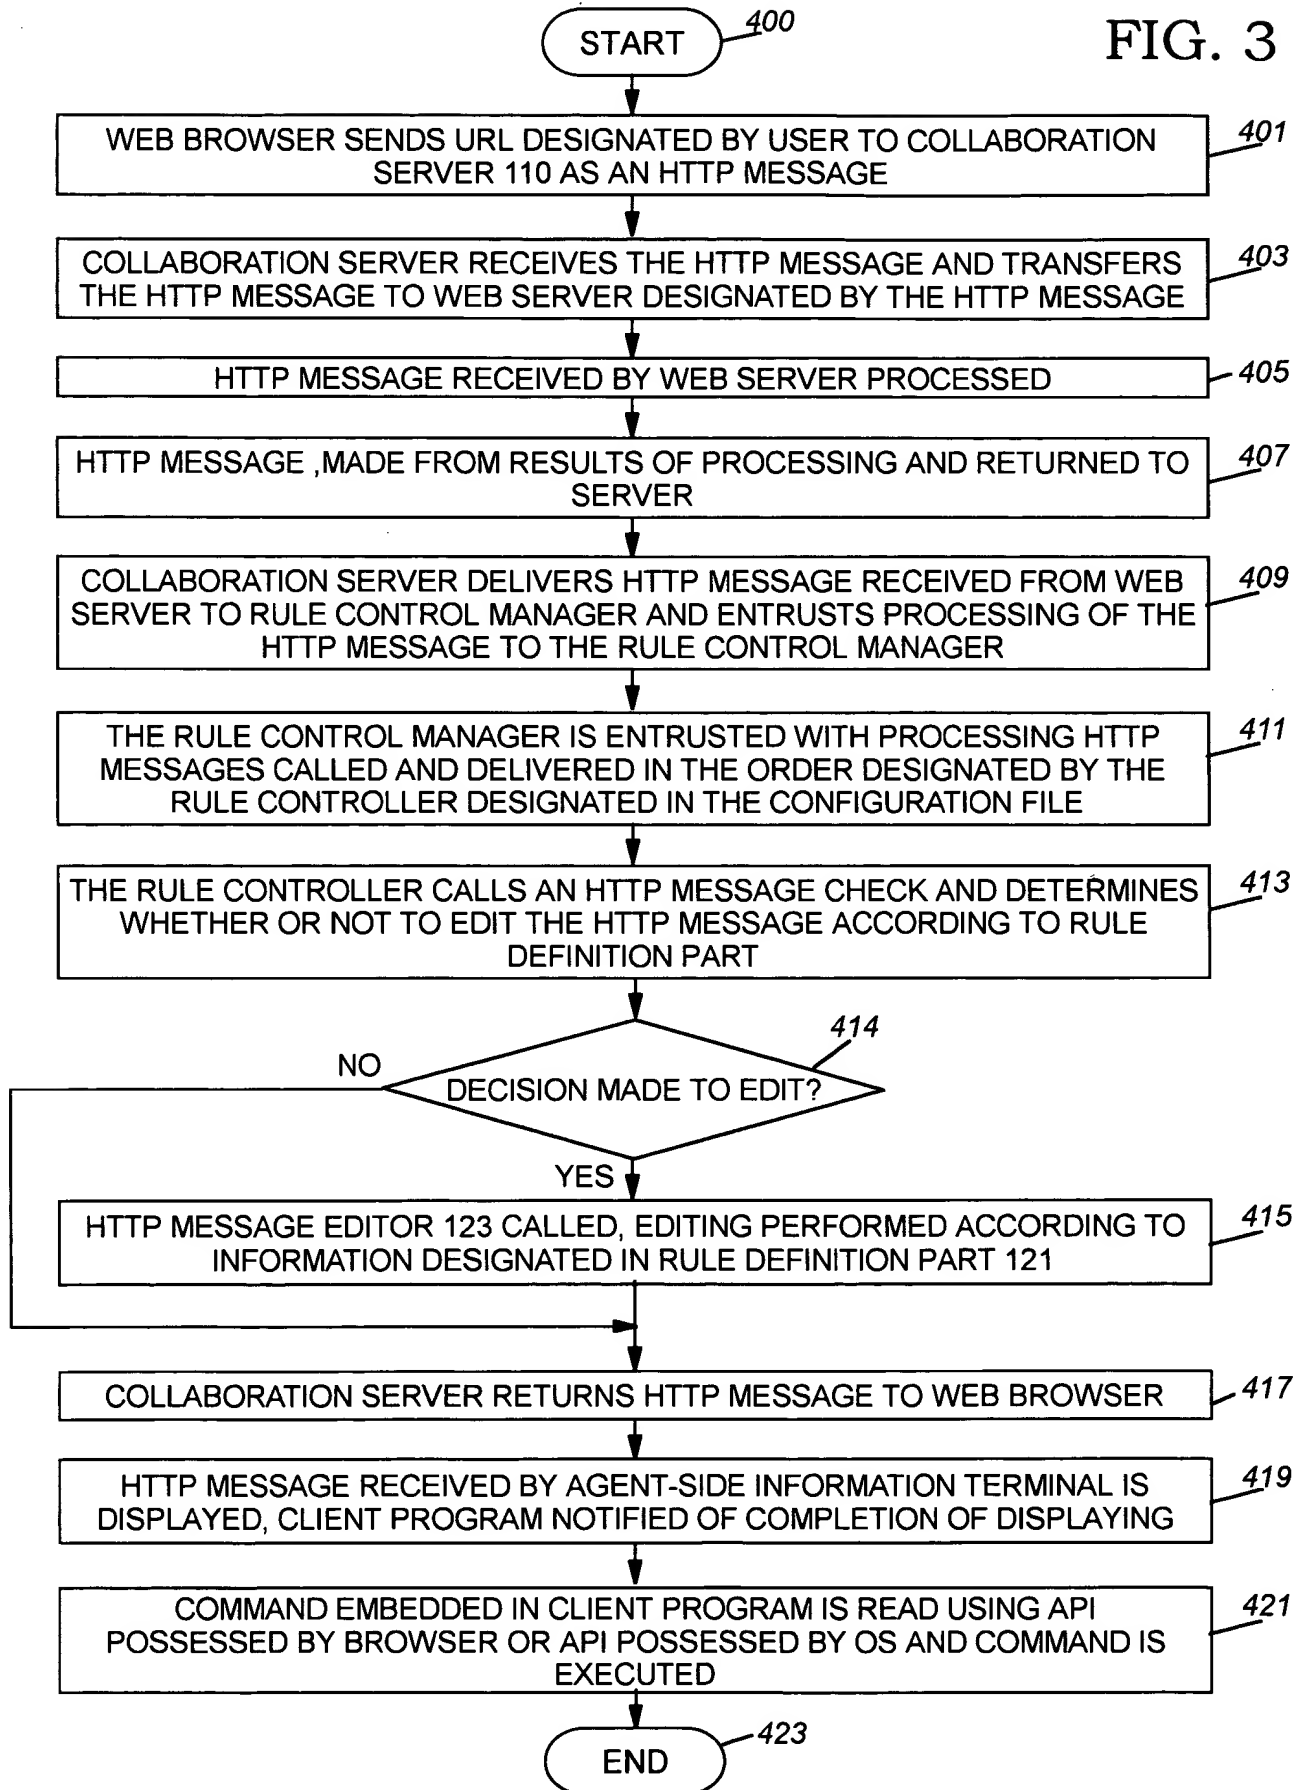 START
400
FIG. 3
WEB BROWSER SENDS URL DESIGNATED BY USER TO COLLABORATION
SERVER 110 AS AN HTTP MESSAGE
401
COLLABORATION SERVER RECEIVES THE HTTP MESSAGE AND TRANSFERS
THE HTTP MESSAGE TO WEB SERVER DESIGNATED BY THE HTTP MESSAGE
403
HTTP MESSAGE RECEIVED BY WEB SERVER PROCESSED
405
HTTP MESSAGE ,MADE FROM RESULTS OF PROCESSING AND RETURNED TO
SERVER
407
COLLABORATION SERVER DELIVERS HTTP MESSAGE RECEIVED FROM WEB
SERVER TO RULE CONTROL MANAGER AND ENTRUSTS PROCESSING OF THE
HTTP MESSAGE TO THE RULE CONTROL MANAGER
409
THE RULE CONTROL MANAGER IS ENTRUSTED WITH PROCESSING HTTP
MESSAGES CALLED AND DELIVERED IN THE ORDER DESIGNATED BY THE
RULE CONTROLLER DESIGNATED IN THE CONFIGURATION FILE
411
THE RULE CONTROLLER CALLS AN HTTP MESSAGE CHECK AND DETERMINES
WHETHER OR NOT TO EDIT THE HTTP MESSAGE ACCORDING TO RULE
DEFINITION PART
413
414
NO
DECISION MADE TO EDIT?
YES
HTTP MESSAGE EDITOR 123 CALLED, EDITING PERFORMED ACCORDING TO
INFORMATION DESIGNATED IN RULE DEFINITION PART 121
415
COLLABORATION SERVER RETURNS HTTP MESSAGE TO WEB BROWSER
417
HTTP MESSAGE RECEIVED BY AGENT-SIDE INFORMATION TERMINAL IS
DISPLAYED, CLIENT PROGRAM NOTIFIED OF COMPLETION OF DISPLAYING
419
COMMAND EMBEDDED IN CLIENT PROGRAM IS READ USING API
POSSESSED BY BROWSER OR API POSSESSED BY OS AND COMMAND IS
EXECUTED
421
END
423